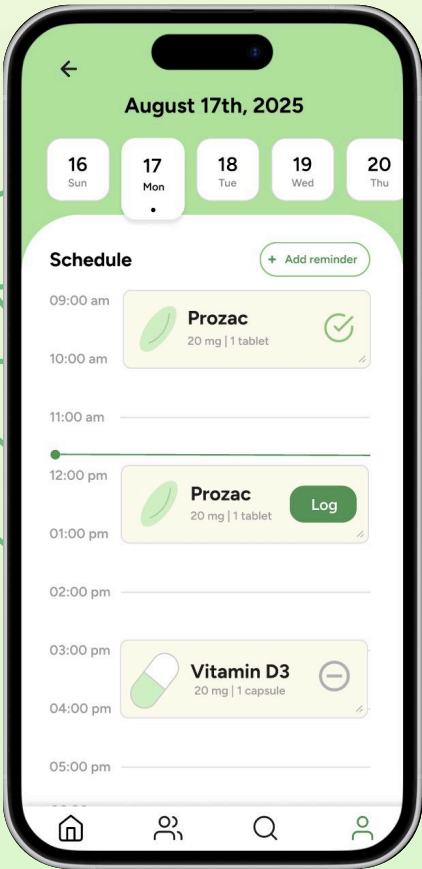 August 17th, 2025
16 17 18 19 20
Sun Mon Tue Wed Thu
Schedule
+ Add reminder
09:00 am
Prozac
20 mg | 1 tablet
10:00 am
11:00 am
12:00 pm
Prozac
20 mg | 1 tablet
Log
01:00 pm
02:00 pm
03:00 pm
Vitamin D3
20 mg | 1 capsule
04:00 pm
05:00 pm